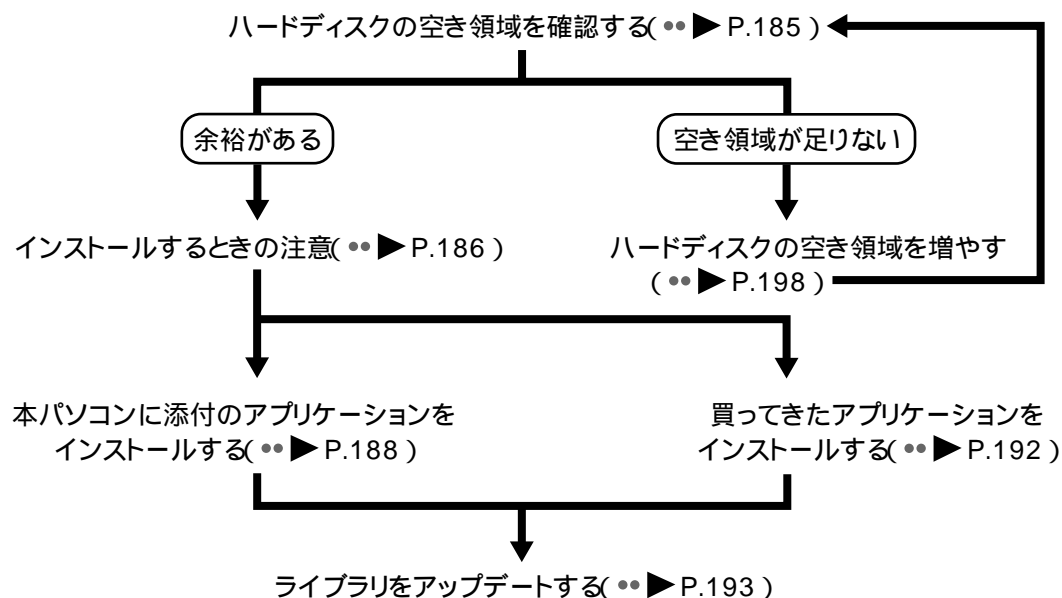 ハードディスクの空き領域を確認する( ••▶ P.185 )
余裕がある
空き領域が足りない
インストールするときの注意( ••▶ P.186 )
ハードディスクの空き領域を増やす
( ••▶ P.198 )
本パソコンに添付のアプリケーションを
インストールする( ••▶ P.188 )
買ってきたアプリケーションを
インストールする( ••▶ P.192 )
ライブラリをアップデートする( ••▶ P.193 )